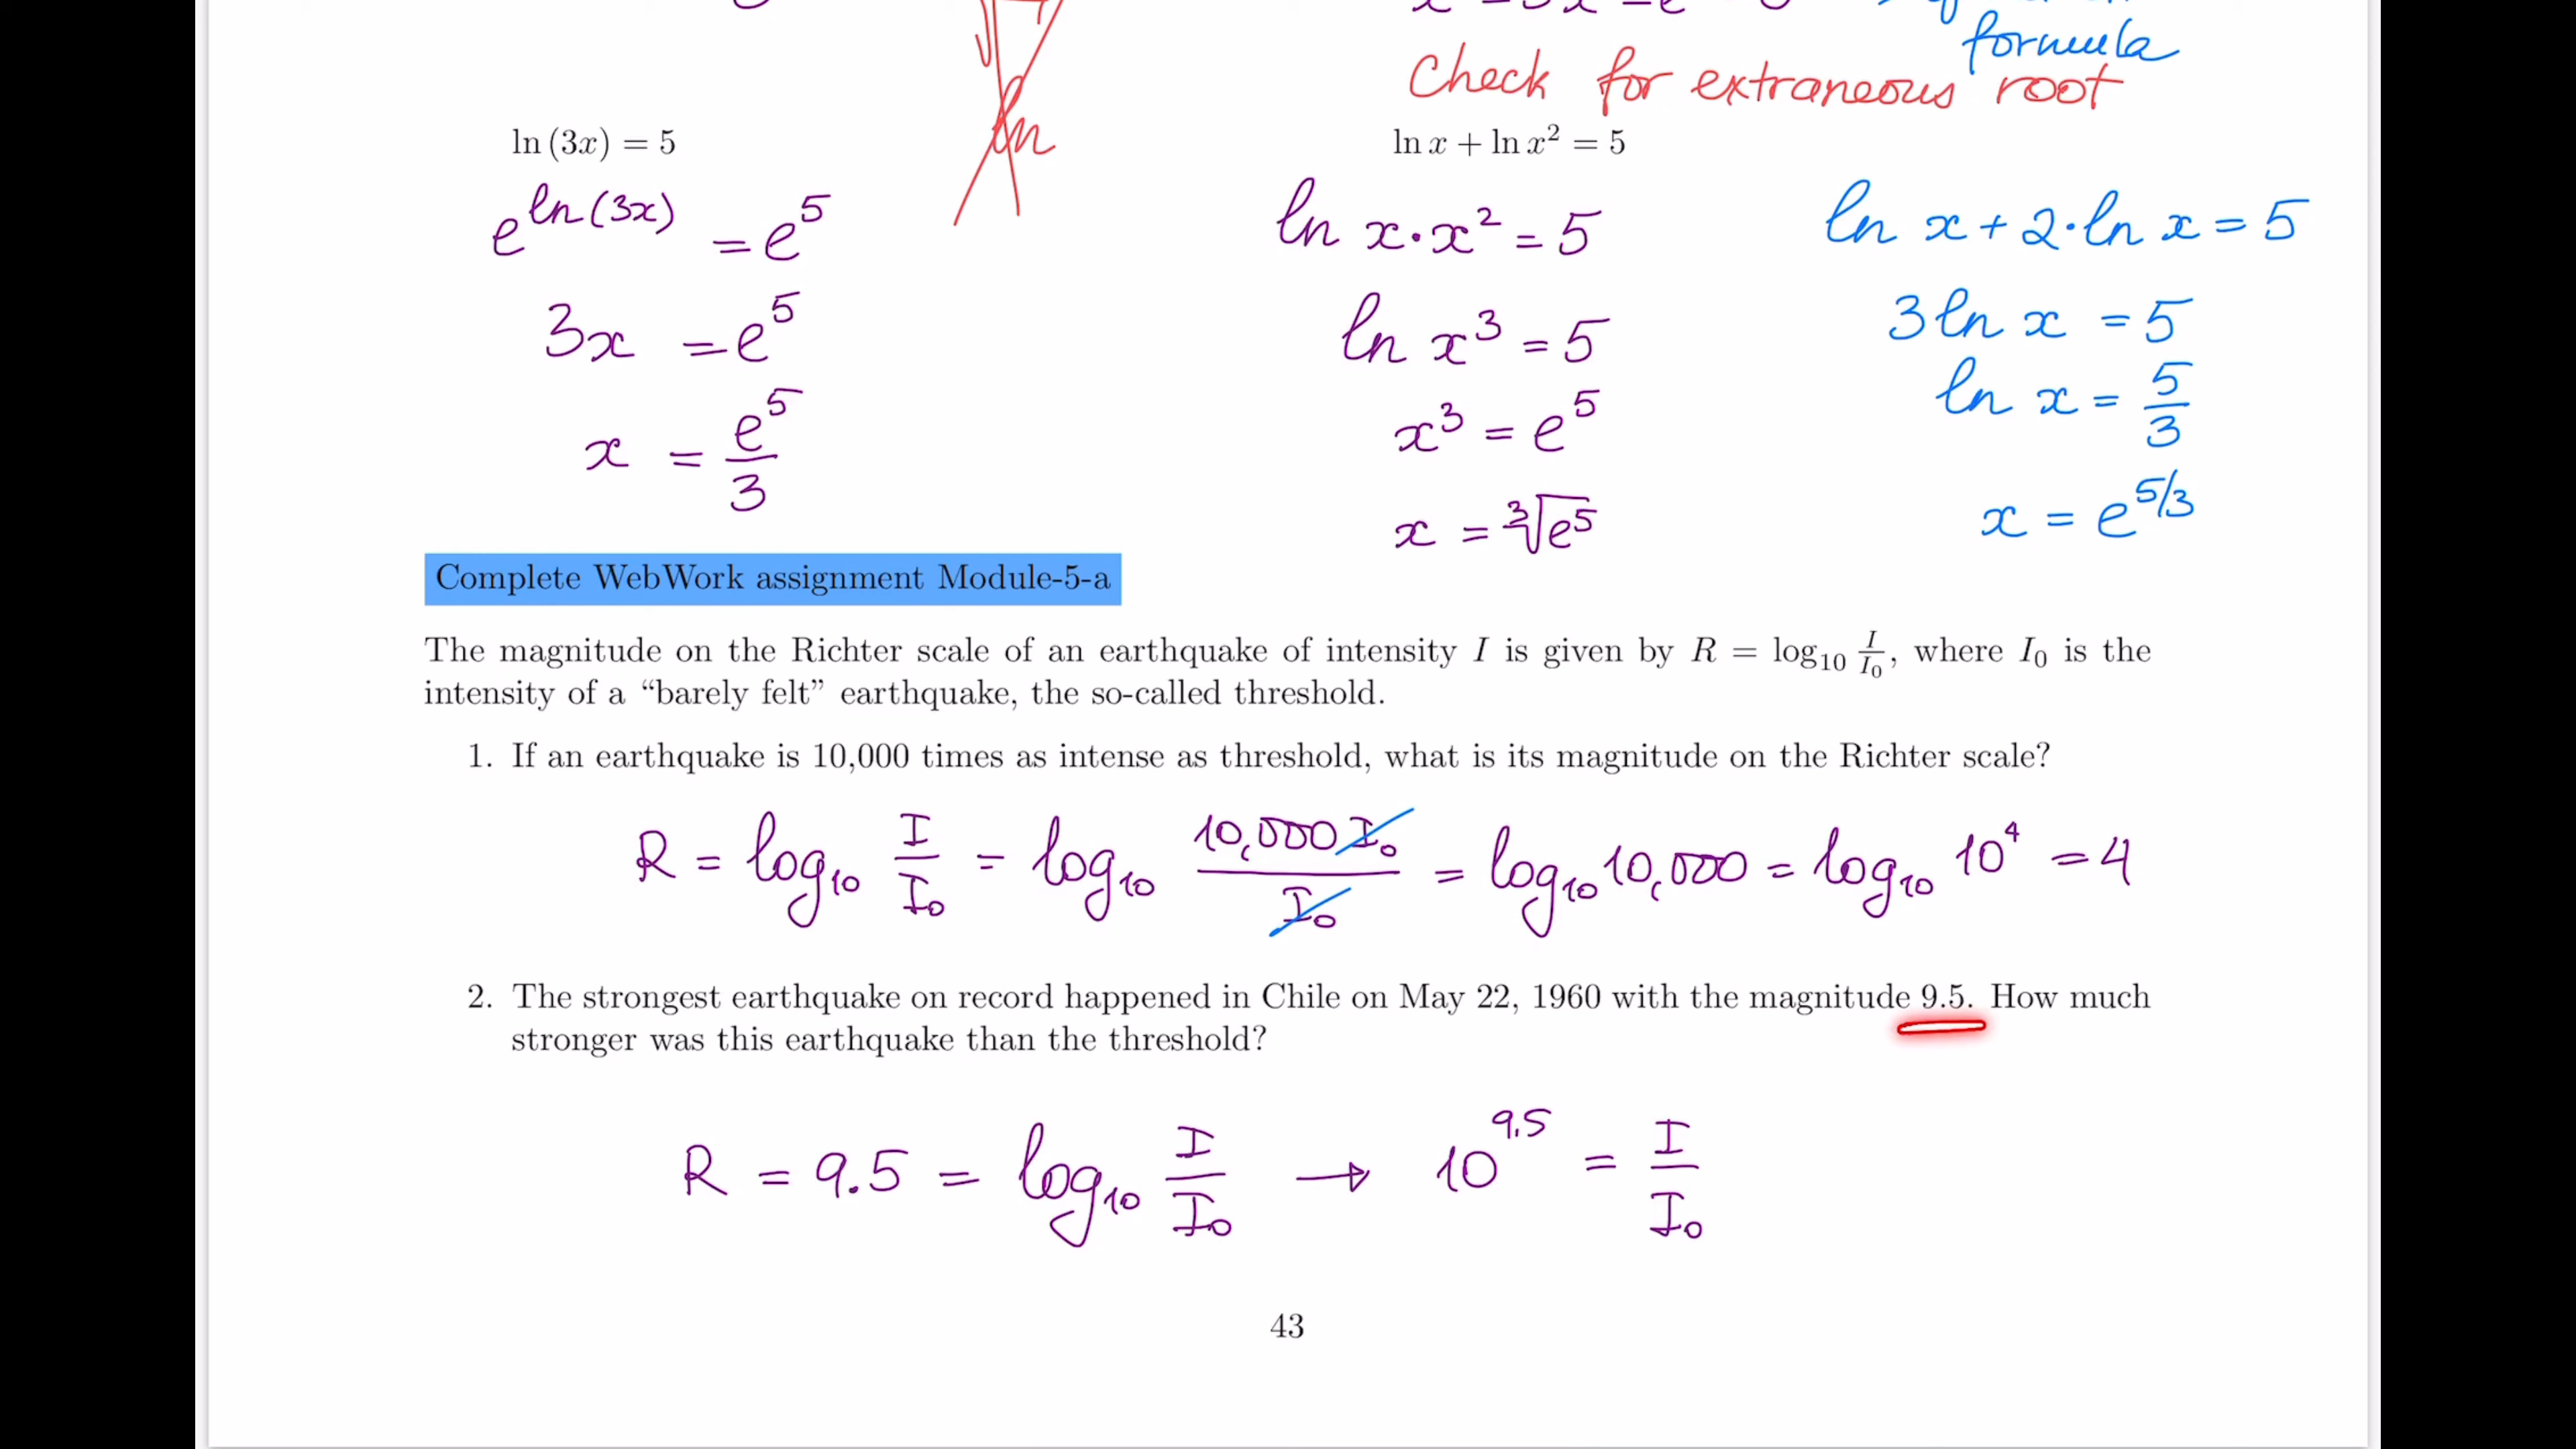 formula
Check for extraneous root
ln (3x) = 5
e^{ln(3x)} = e^5
3x = e^5
x = e^5/3
ln
ln x + ln x² = 5
ln x·x² = 5
ln x³ = 5
x³ = e^5
x = ∛e^5
ln x + 2·ln x = 5
3 ln x = 5
ln x = 5/3
x = e^{5/3}
Complete WebWork assignment Module-5-a
The magnitude on the Richter scale of an earthquake of intensity I is given by R = log₁₀ I/I₀, where I₀ is the
intensity of a “barely felt” earthquake, the so-called threshold.
1. If an earthquake is 10,000 times as intense as threshold, what is its magnitude on the Richter scale?
R = log₁₀ I/I₀ = log₁₀ 10,000 I₀/I₀ = log₁₀ 10,000 = log₁₀ 10⁴ = 4
2. The strongest earthquake on record happened in Chile on May 22, 1960 with the magnitude 9.5. How much
stronger was this earthquake than the threshold?
R = 9.5 = log₁₀ I/I₀ → 10^{9.5} = I/I₀
43